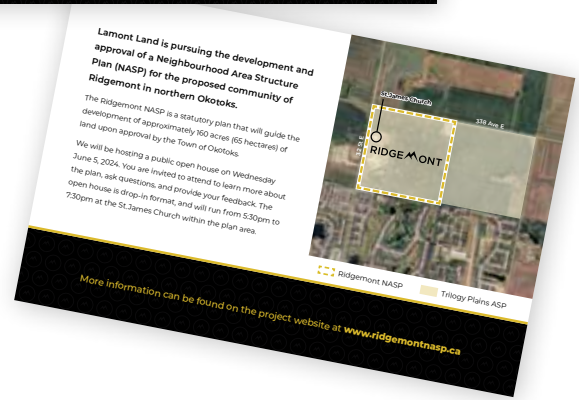 Lamont Land is pursuing the development and
approval of a Neighbourhood Area Structure
Plan (NASP) for the proposed community of
Ridgemont in northern Okotoks.
The Ridgemont NASP is a statutory plan that will guide the
development of approximately 160 acres (65 hectares) of
land upon approval by the Town of Okotoks.
We will be hosting a public open house on Wednesday
June 5, 2024. You are invited to attend to learn more about
the plan, ask questions, and provide your feedback. The
open house is drop-in format, and will run from 5:30pm to
7:30pm at the St.James Church within the plan area.
St.James Church
338 Ave E
32 St E
RIDGEMONT
Ridgemont NASP
Trilogy Plains ASP
More information can be found on the project website at www.ridgemontnasp.ca